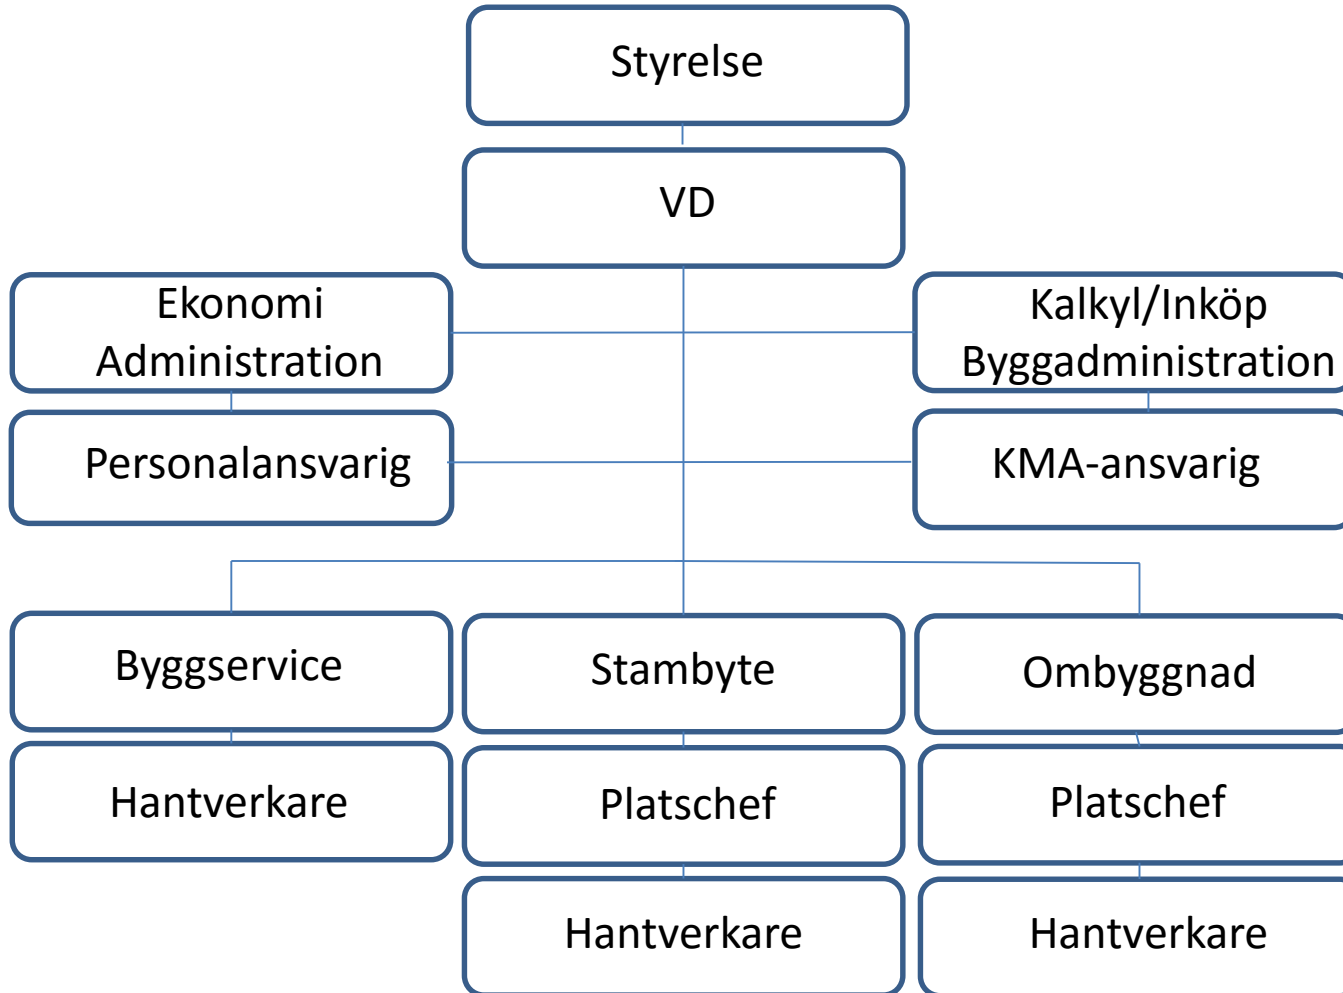 Styrelse
VD
Ekonomi
Administration
Kalkyl/Inköp
Byggadministration
Personalansvarig
KMA-ansvarig
Byggservice
Stambyte
Ombyggnad
Hantverkare
Platschef
Platschef
Hantverkare
Hantverkare